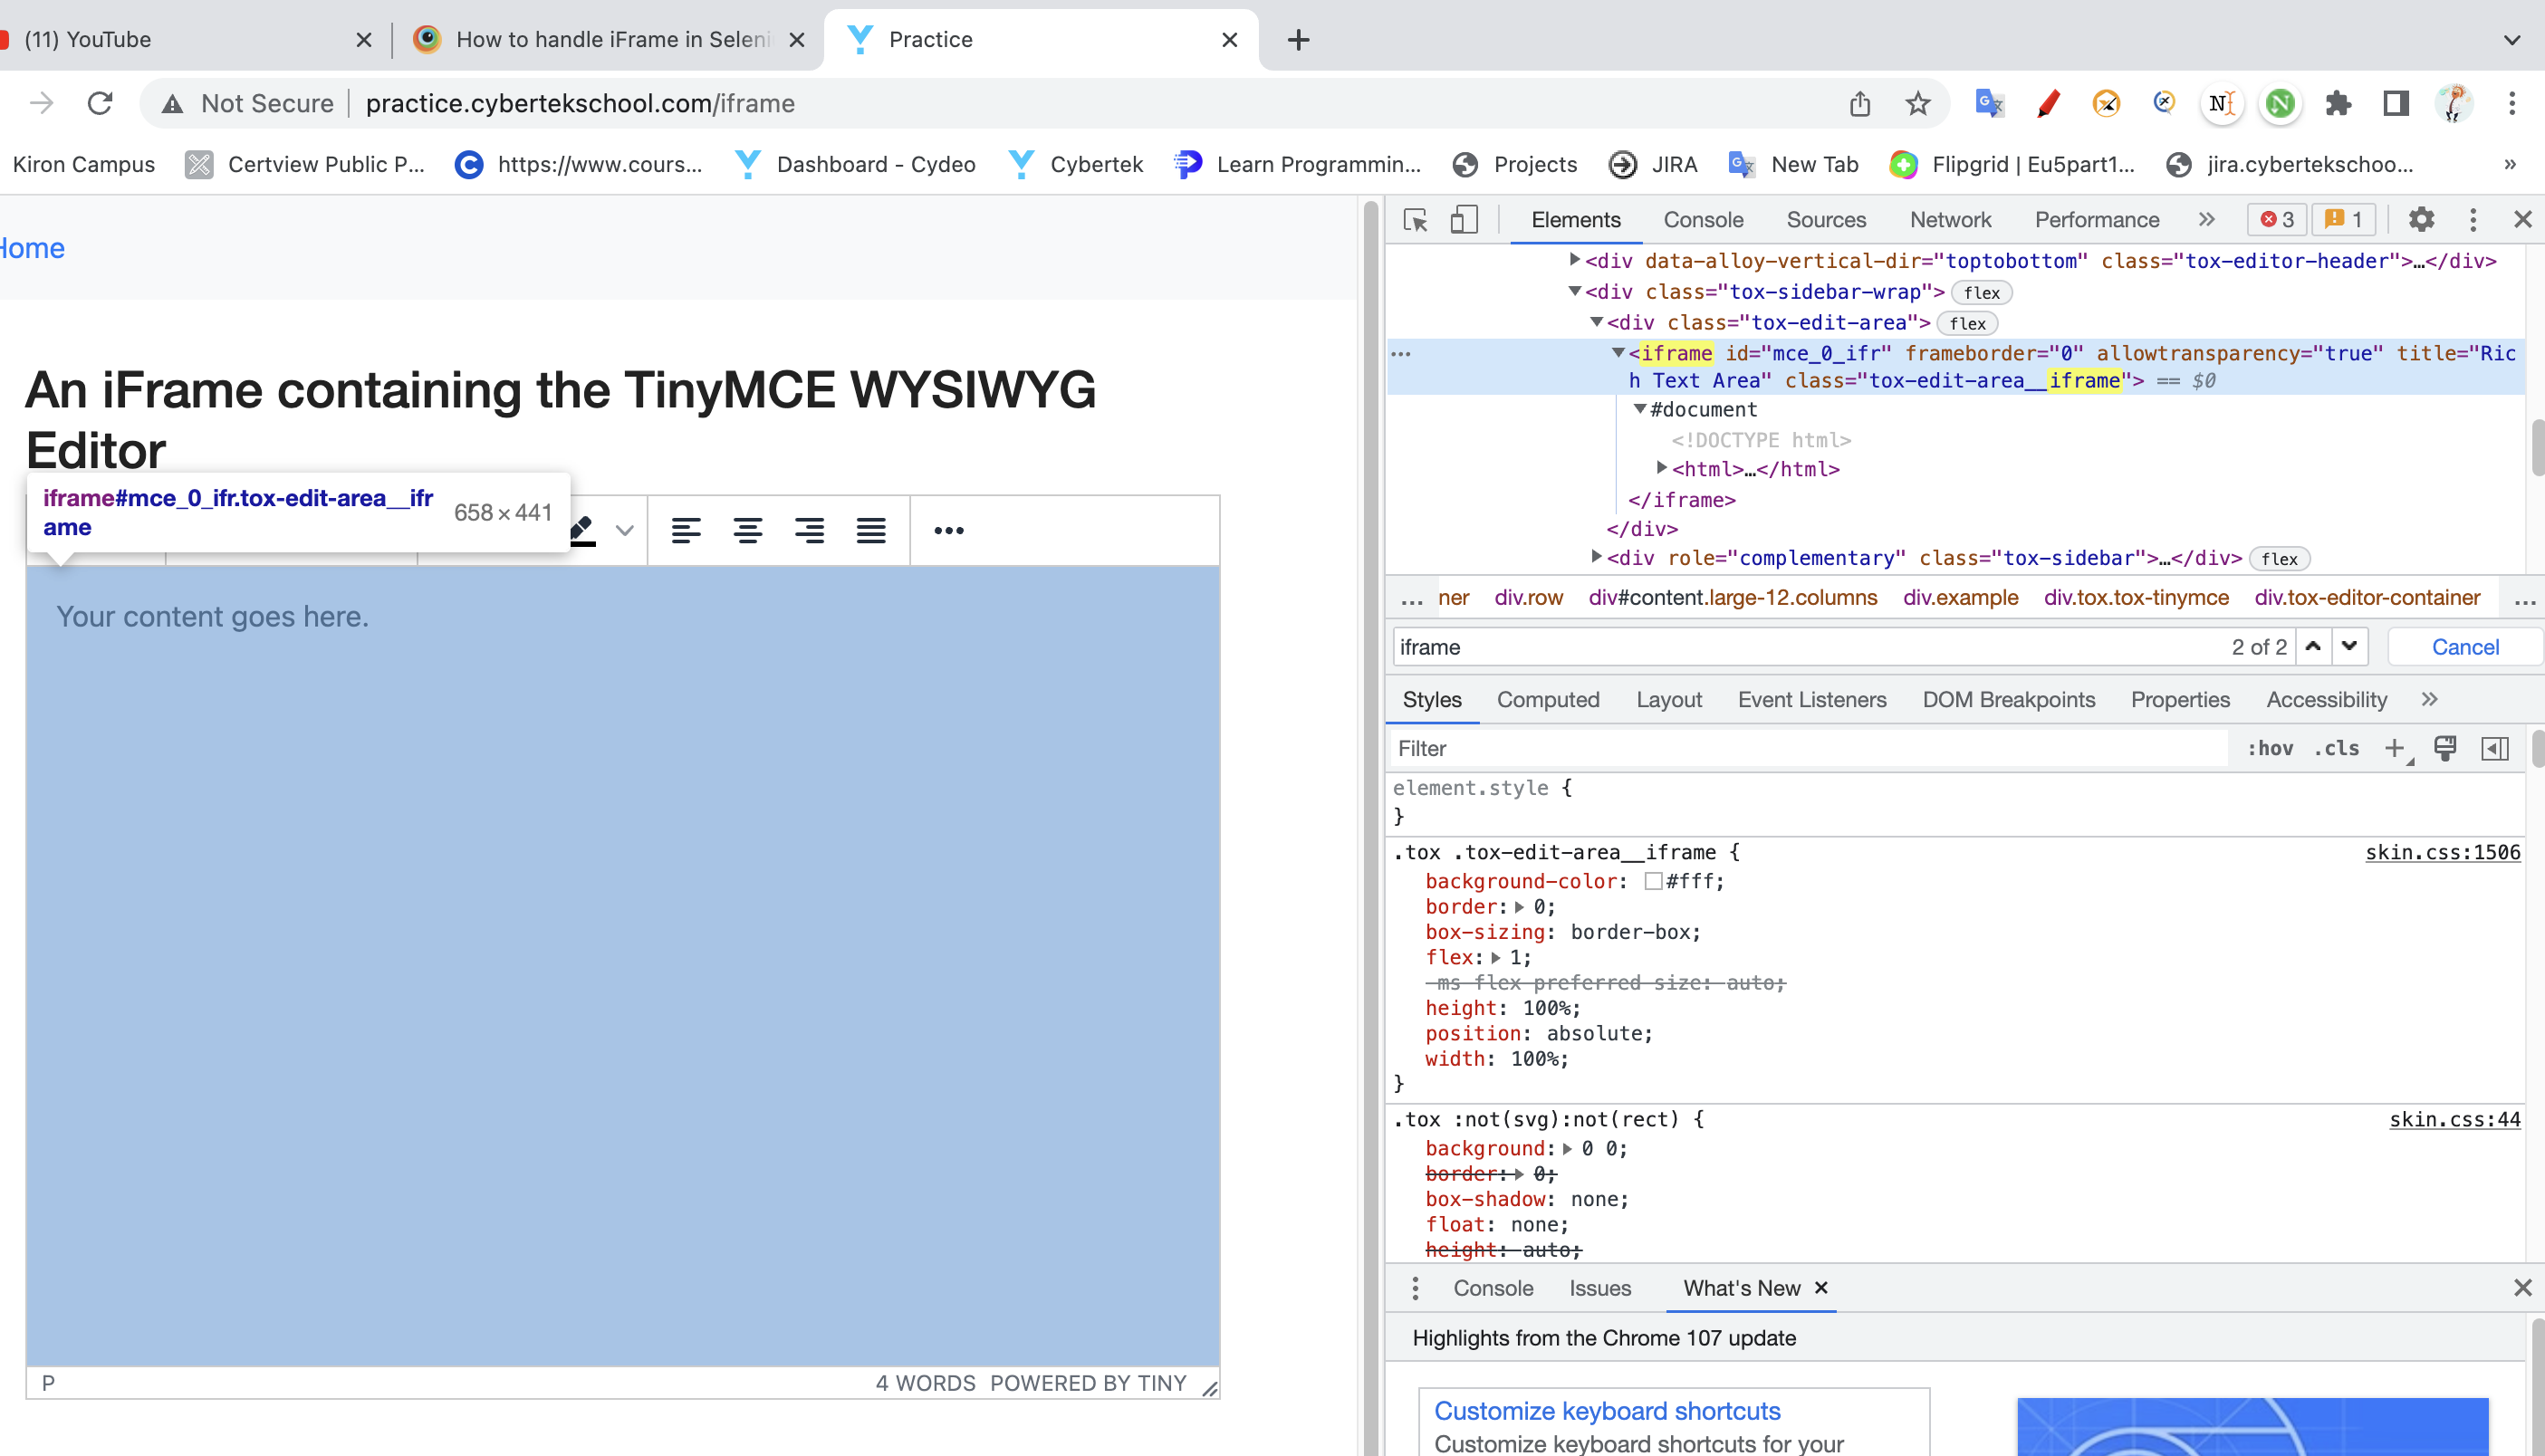 (11) YouTube
How to handle iFrame in Seleni
Practice
Not Secure
practice.cybertekschool.com/iframe
Kiron Campus
Certview Public P...
https://www.cours...
Dashboard - Cydeo
Cybertek
Learn Programmin...
Projects
JIRA
New Tab
Flipgrid | Eu5part1...
jira.cybertekschoo...
»
Home
An iFrame containing the TinyMCE WYSIWYG
Editor
iframe#mce_0_ifr.tox-edit-area__ifr
ame
658 × 441
Your content goes here.
P
4 WORDS POWERED BY TINY
Elements
Console
Sources
Network
Performance
»
3
1
<div data-alloy-vertical-dir="toptobottom" class="tox-editor-header">…</div>
<div class="tox-sidebar-wrap"> flex
<div class="tox-edit-area"> flex
<iframe id="mce_0_ifr" frameborder="0" allowtransparency="true" title="Ric
h Text Area" class="tox-edit-area__iframe"> == $0
#document
<!DOCTYPE html>
<html>…</html>
</iframe>
</div>
<div role="complementary" class="tox-sidebar">…</div> flex
... ner div.row div#content.large-12.columns div.example div.tox.tox-tinymce div.tox-editor-container ...
iframe
2 of 2
Cancel
Styles
Computed
Layout
Event Listeners
DOM Breakpoints
Properties
Accessibility
»
Filter
:hov .cls +
element.style {
}
.tox .tox-edit-area__iframe { skin.css:1506
background-color: #fff;
border: 0;
box-sizing: border-box;
flex: 1;
-ms-flex-preferred-size: auto;
height: 100%;
position: absolute;
width: 100%;
}
.tox :not(svg):not(rect) { skin.css:44
background: 0 0;
border: 0;
box-shadow: none;
float: none;
height: auto;
Console
Issues
What's New
Highlights from the Chrome 107 update
Customize keyboard shortcuts
Customize keyboard shortcuts for your